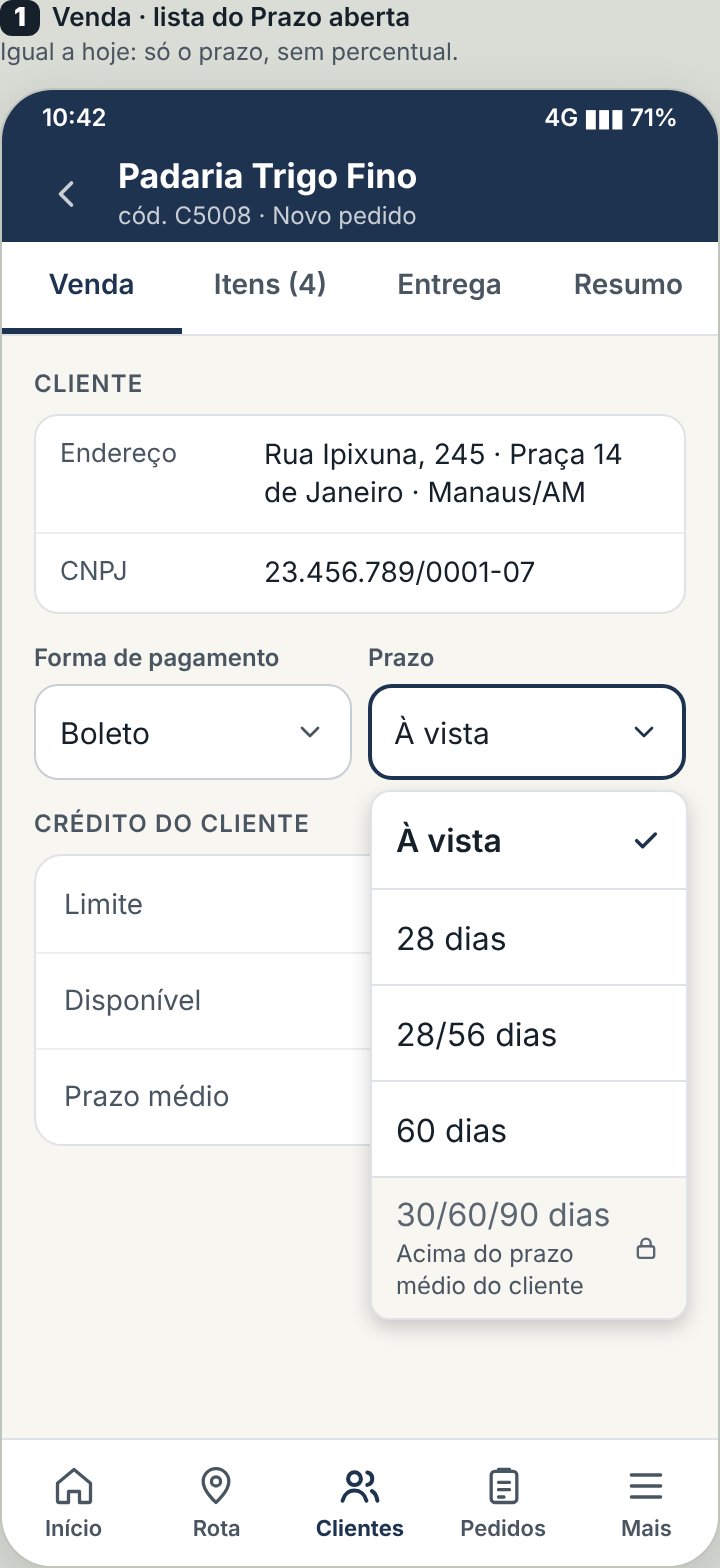 1 Venda · lista do Prazo aberta
Igual a hoje: só o prazo, sem percentual.
10:42
4G 71%
Padaria Trigo Fino
cód. C5008 · Novo pedido
Venda
Itens (4)
Entrega
Resumo
CLIENTE
Endereço
Rua Ipixuna, 245 · Praça 14
de Janeiro · Manaus/AM
CNPJ
23.456.789/0001-07
Forma de pagamento
Prazo
Boleto
À vista
CRÉDITO DO CLIENTE
Limite
Disponível
Prazo médio
À vista
28 dias
28/56 dias
60 dias
30/60/90 dias
Acima do prazo
médio do cliente
Início
Rota
Clientes
Pedidos
Mais